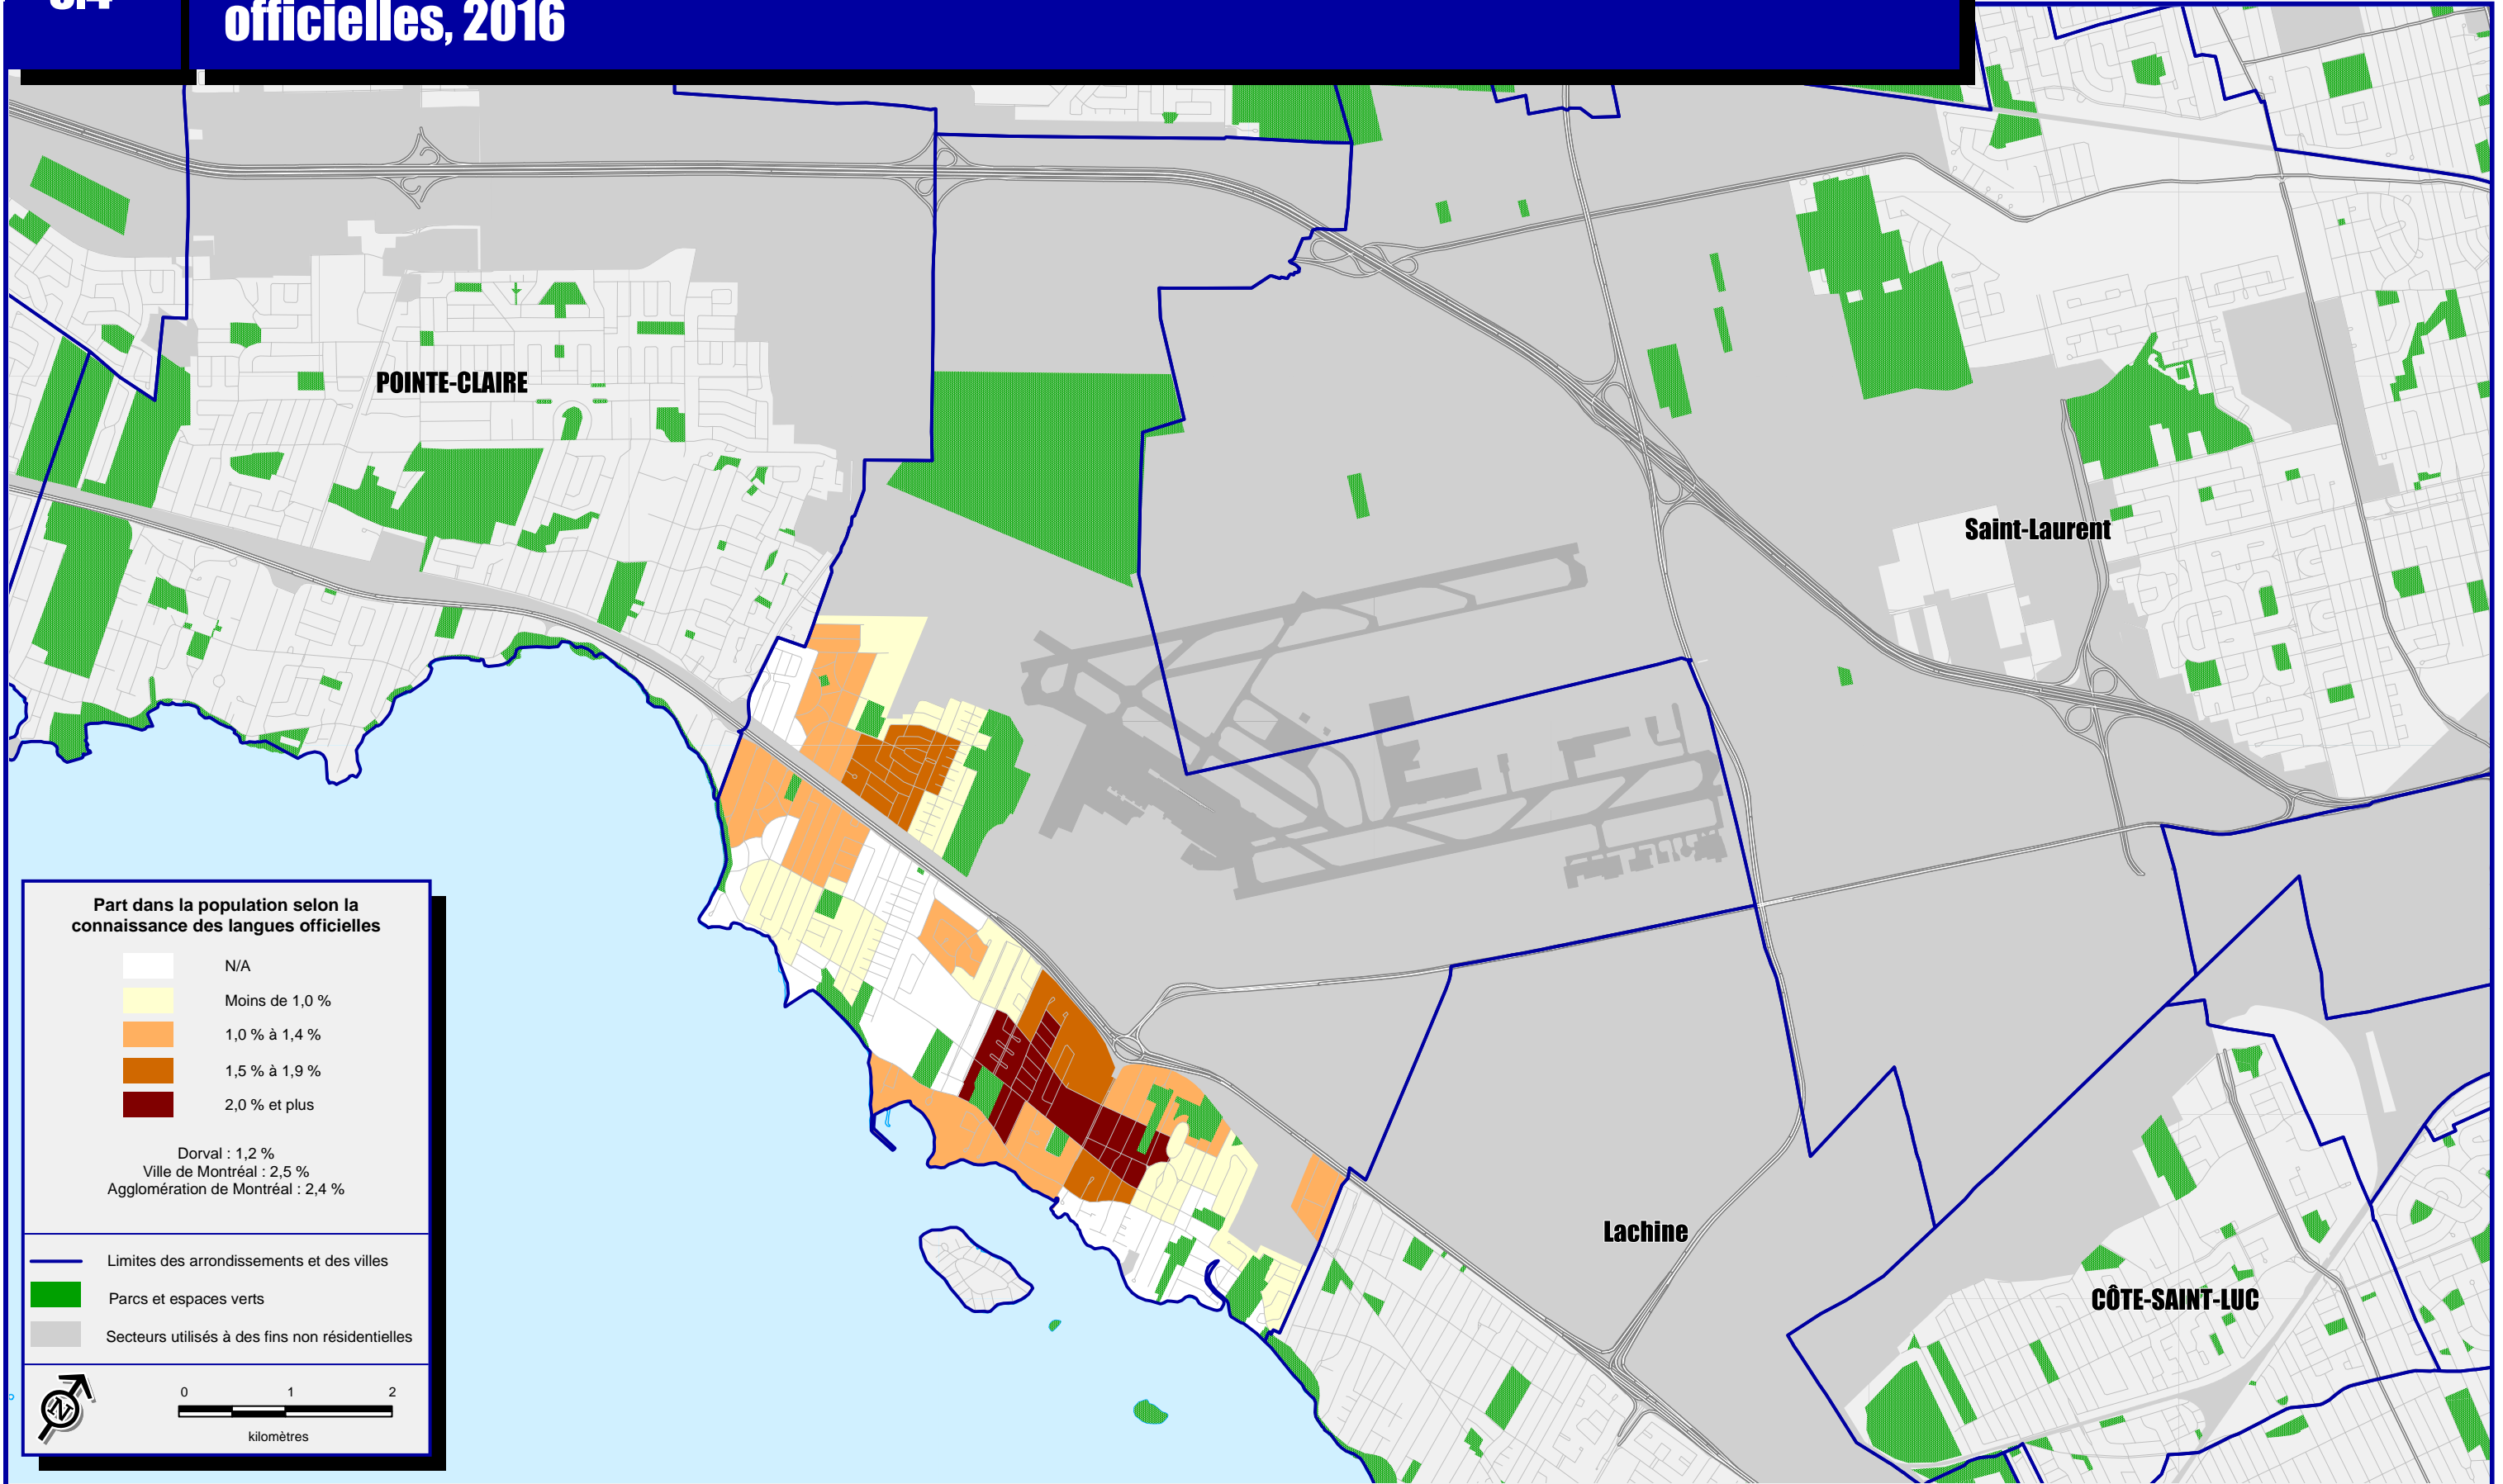 officielles, 2016
POINTE-CLAIRE
Saint-Laurent
Lachine
CÔTE-SAINT-LUC
Part dans la population selon la
connaissance des langues officielles
N/A
Moins de 1,0 %
1,0 % à 1,4 %
1,5 % à 1,9 %
2,0 % et plus
Dorval : 1,2 %
Ville de Montréal : 2,5 %
Agglomération de Montréal : 2,4 %
Limites des arrondissements et des villes
Parcs et espaces verts
Secteurs utilisés à des fins non résidentielles
N
0 1 2
kilomètres